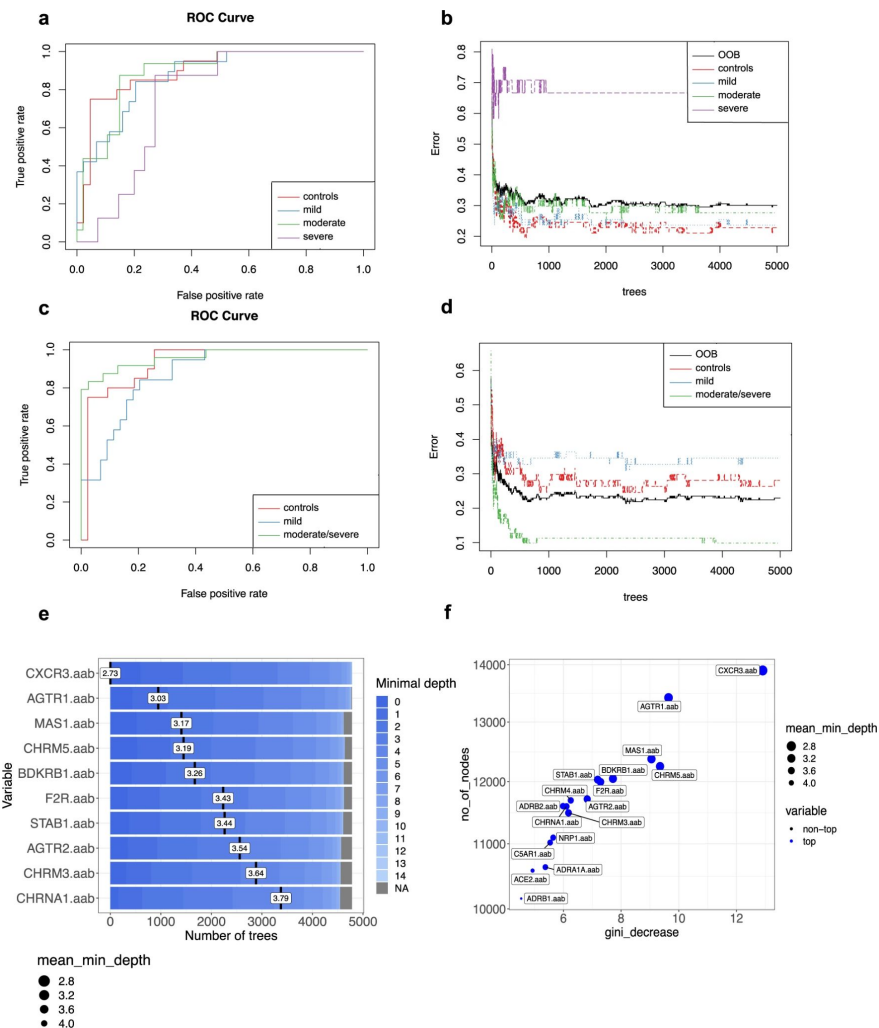 a
ROC Curve
True positive rate
1.0
0.8
0.6
0.4
0.2
0.0
0.0
0.2
0.4
0.6
0.8
1.0
False positive rate
controls
mild
moderate
severe
b
Error
0.8
0.7
0.6
0.5
0.4
0.3
0.2
0
1000
2000
3000
4000
5000
trees
OOB
controls
mild
moderate
severe
c
ROC Curve
True positive rate
1.0
0.8
0.6
0.4
0.2
0.0
0.0
0.2
0.4
0.6
0.8
1.0
False positive rate
controls
mild
moderate/severe
d
Error
0.6
0.5
0.4
0.3
0.2
0.1
0
1000
2000
3000
4000
5000
trees
OOB
controls
mild
moderate/severe
e
Variable
CXCR3.aab
2.73
AGTR1.aab
3.03
MAS1.aab
3.17
CHRM5.aab
3.19
BDKRB1.aab
3.26
F2R.aab
3.43
STAB1.aab
3.44
AGTR2.aab
3.54
CHRM3.aab
3.64
CHRNA1.aab
3.79
0
1000
2000
3000
4000
5000
Number of trees
Minimal depth
0
1
2
3
4
5
6
7
8
9
10
11
12
13
14
NA
mean_min_depth
2.8
3.2
3.6
4.0
f
no_of_nodes
14000
13000
12000
11000
10000
CXCR3.aab
AGTR1.aab
MAS1.aab
BDKRB1.aab
STAB1.aab
CHRM5.aab
CHRM4.aab
F2R.aab
ADRB2.aab
AGTR2.aab
CHRNA1.aab
CHRM3.aab
NRP1.aab
C5AR1.aab
ADRA1A.aab
ACE2.aab
ADRB1.aab
6
8
10
12
gini_decrease
mean_min_depth
2.8
3.2
3.6
4.0
variable
non-top
top